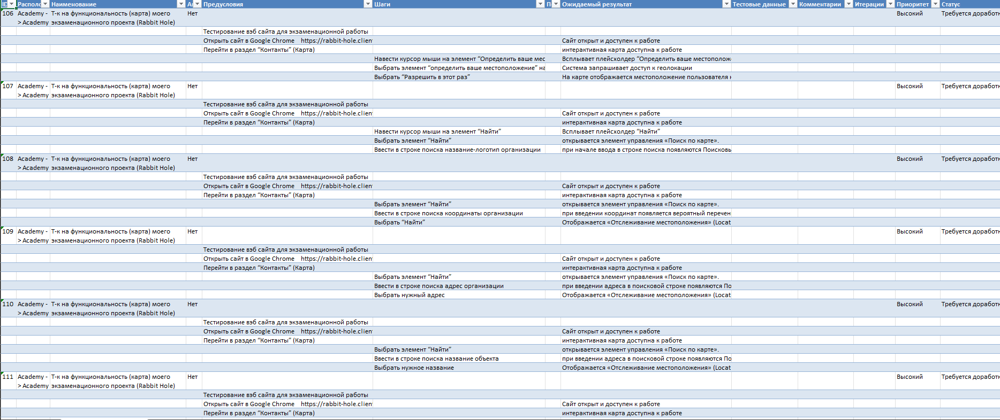 ID Располо Наименование Ав Предусловия Шаги По Ожидаемый результат Тестовые данные Комментарии Итерации Приоритет Статус
106 Academy - Т-к на функциональность (карта) моего Нет Высокий Требуется доработк
> Academy экзаменационного проекта (Rabbit Hole)
Тестирование вэб сайта для экзаменационной работы
Открыть сайт в Google Chrome https://rabbit-hole.clien Сайт открыт и доступен к работе
Перейти в раздел “Контакты” (Карта) интерактивная карта доступна к работе
Навести курсор мыши на элемент “Определить ваше мес Всплывает плейсхолдер “Определить ваше местополож
Выбрать элемент “определить ваше местоположение” на Система запрашивает доступ к геолокации
Выбрать “Разрешить в этот раз” На карте отображается местоположение пользователя н
107 Academy - Т-к на функциональность (карта) моего Нет Высокий Требуется доработк
> Academy экзаменационного проекта (Rabbit Hole)
Тестирование вэб сайта для экзаменационной работы
Открыть сайт в Google Chrome https://rabbit-hole.clien Сайт открыт и доступен к работе
Перейти в раздел “Контакты” (Карта) интерактивная карта доступна к работе
Навести курсор мыши на элемент “Найти” Всплывает плейсхолдер “Найти”
Выбрать элемент “Найти” открывается элемент управления «Поиск по карте».
Ввести в строке поиска название-логотип организации при начале ввода в строке поиска появляются Поисковы
108 Academy - Т-к на функциональность (карта) моего Нет Высокий Требуется доработк
> Academy экзаменационного проекта (Rabbit Hole)
Тестирование вэб сайта для экзаменационной работы
Открыть сайт в Google Chrome https://rabbit-hole.clien Сайт открыт и доступен к работе
Перейти в раздел “Контакты” (Карта) интерактивная карта доступна к работе
Выбрать элемент “Найти” открывается элемент управления «Поиск по карте».
Ввести в строке поиска координаты организации при введении координат появляется вероятный перечен
Выбрать “Найти” Отображается «Отслеживание местоположения» (Locat
109 Academy - Т-к на функциональность (карта) моего Нет Высокий Требуется доработк
> Academy экзаменационного проекта (Rabbit Hole)
Тестирование вэб сайта для экзаменационной работы
Открыть сайт в Google Chrome https://rabbit-hole.clien Сайт открыт и доступен к работе
Перейти в раздел “Контакты” (Карта) интерактивная карта доступна к работе
Выбрать элемент “Найти” открывается элемент управления «Поиск по карте».
Ввести в строке поиска адрес организации при введении адреса в поисковой строке появляются По
Выбрать нужный адрес Отображается «Отслеживание местоположения» (Locat
110 Academy - Т-к на функциональность (карта) моего Нет Высокий Требуется доработк
> Academy экзаменационного проекта (Rabbit Hole)
Тестирование вэб сайта для экзаменационной работы
Открыть сайт в Google Chrome https://rabbit-hole.clien Сайт открыт и доступен к работе
Перейти в раздел “Контакты” (Карта) интерактивная карта доступна к работе
Выбрать элемент “Найти” открывается элемент управления «Поиск по карте».
Ввести в строке поиска название объекта при введении адреса в поисковой строке появляются По
Выбрать нужное название Отображается «Отслеживание местоположения» (Locat
111 Academy - Т-к на функциональность (карта) моего Нет Высокий Требуется доработк
> Academy экзаменационного проекта (Rabbit Hole)
Тестирование вэб сайта для экзаменационной работы
Открыть сайт в Google Chrome https://rabbit-hole.clien Сайт открыт и доступен к работе
Перейти в раздел “Контакты” (Карта) интерактивная карта доступна к работе